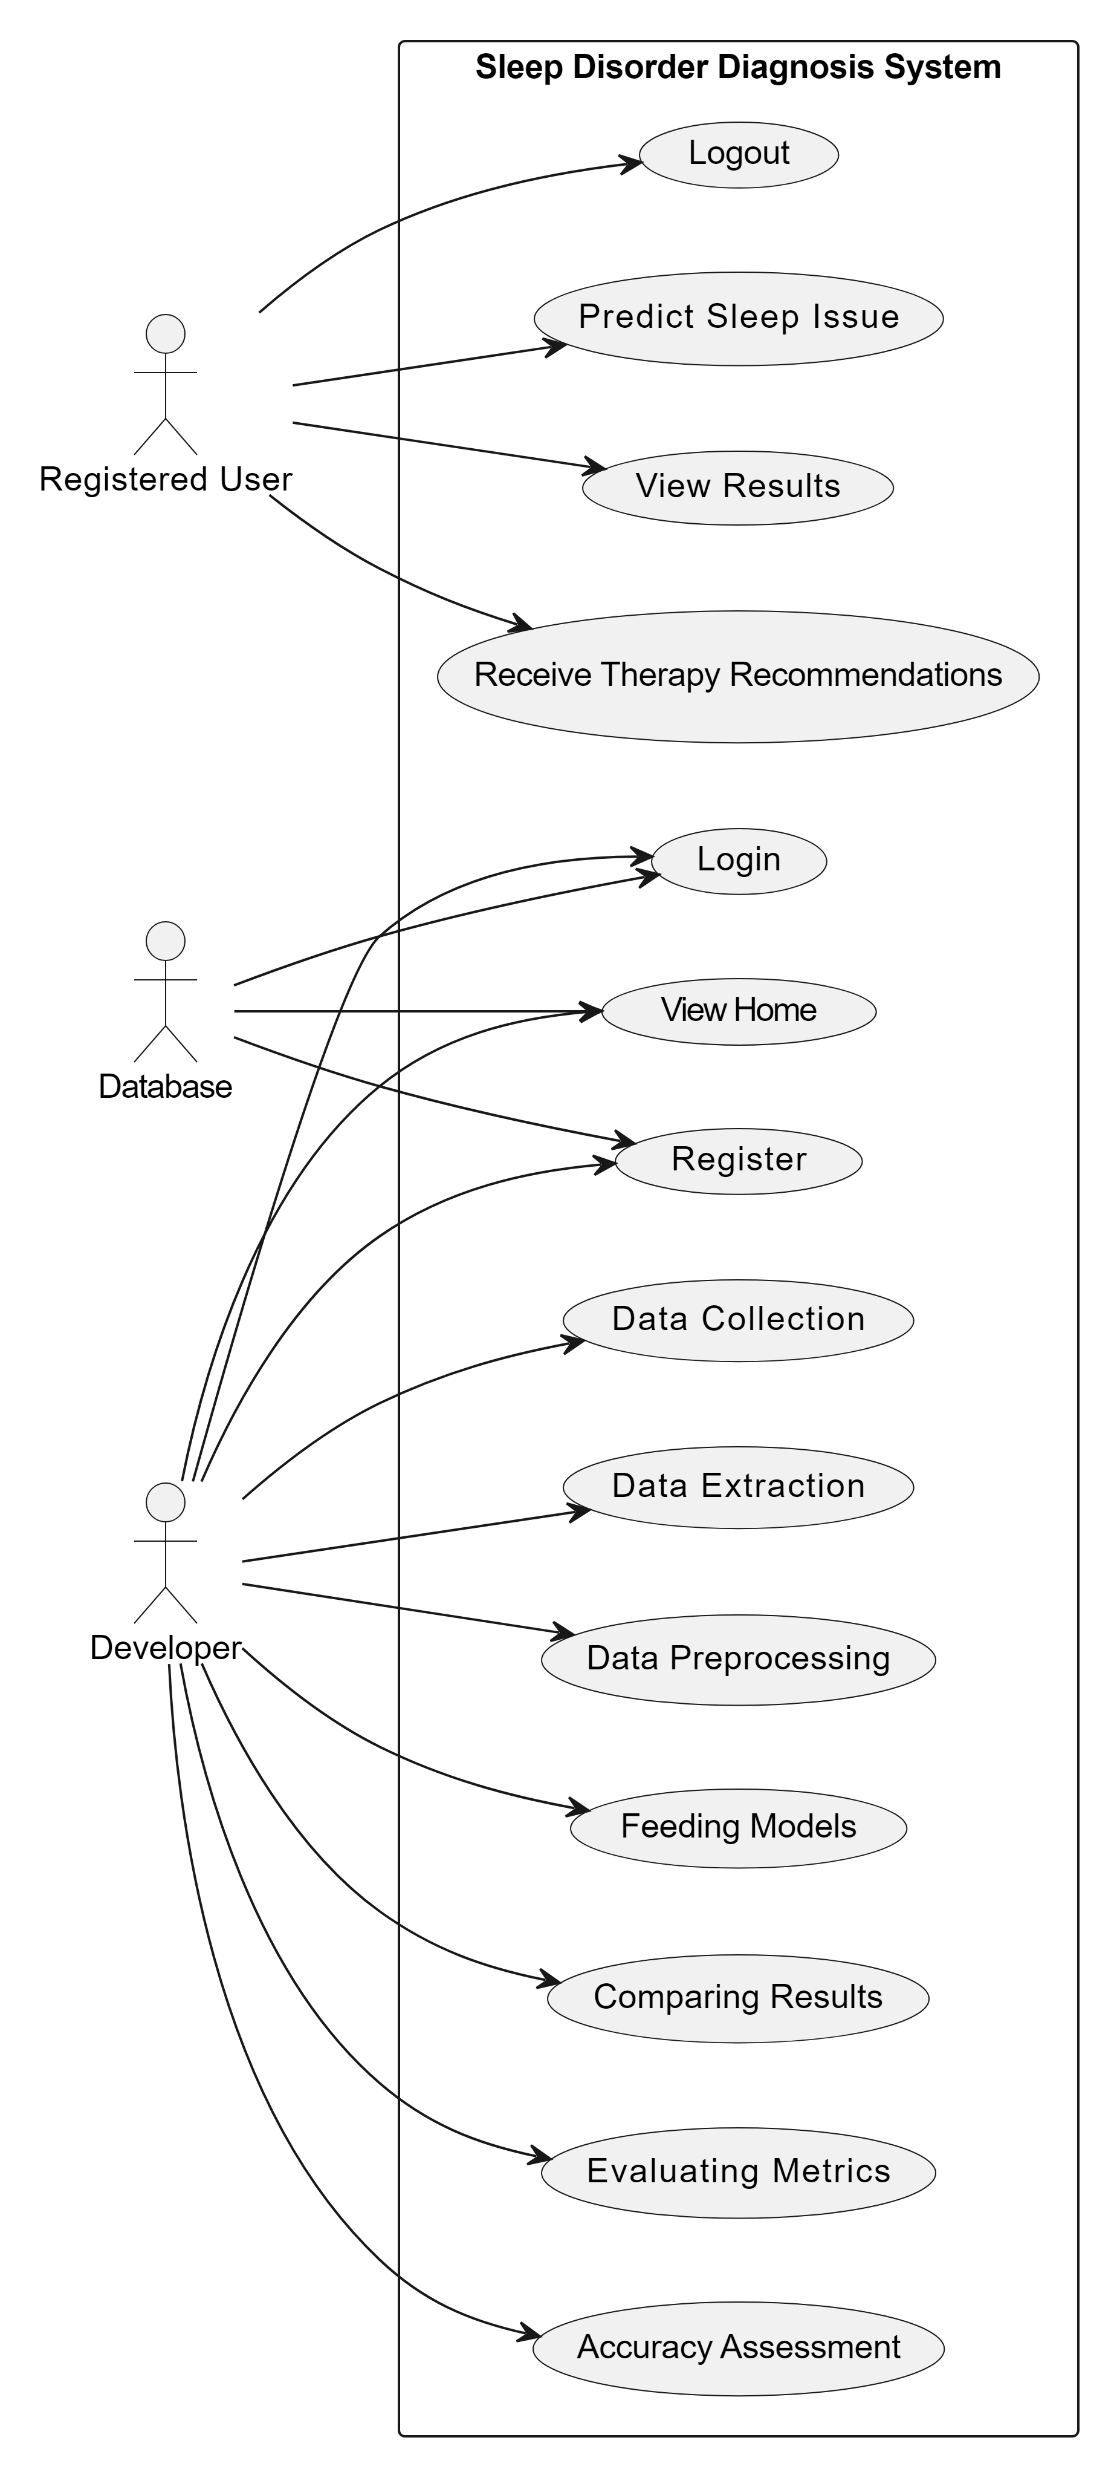 Sleep Disorder Diagnosis System
Logout
Predict Sleep Issue
Registered User
View Results
Receive Therapy Recommendations
Login
Database
View Home
Register
Data Collection
Data Extraction
Developer
Data Preprocessing
Feeding Models
Comparing Results
Evaluating Metrics
Accuracy Assessment